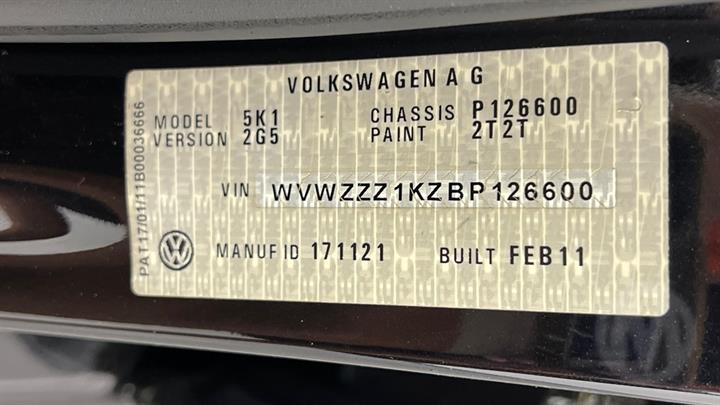 VOLKSWAGEN A G
MODEL 5K1 CHASSIS P126600
VERSION 2G5 PAINT 2T2T
VIN WVWZZZ1KZBP126600
MANUF ID 171121 BUILT FEB11
PAT17/01/11B00036666